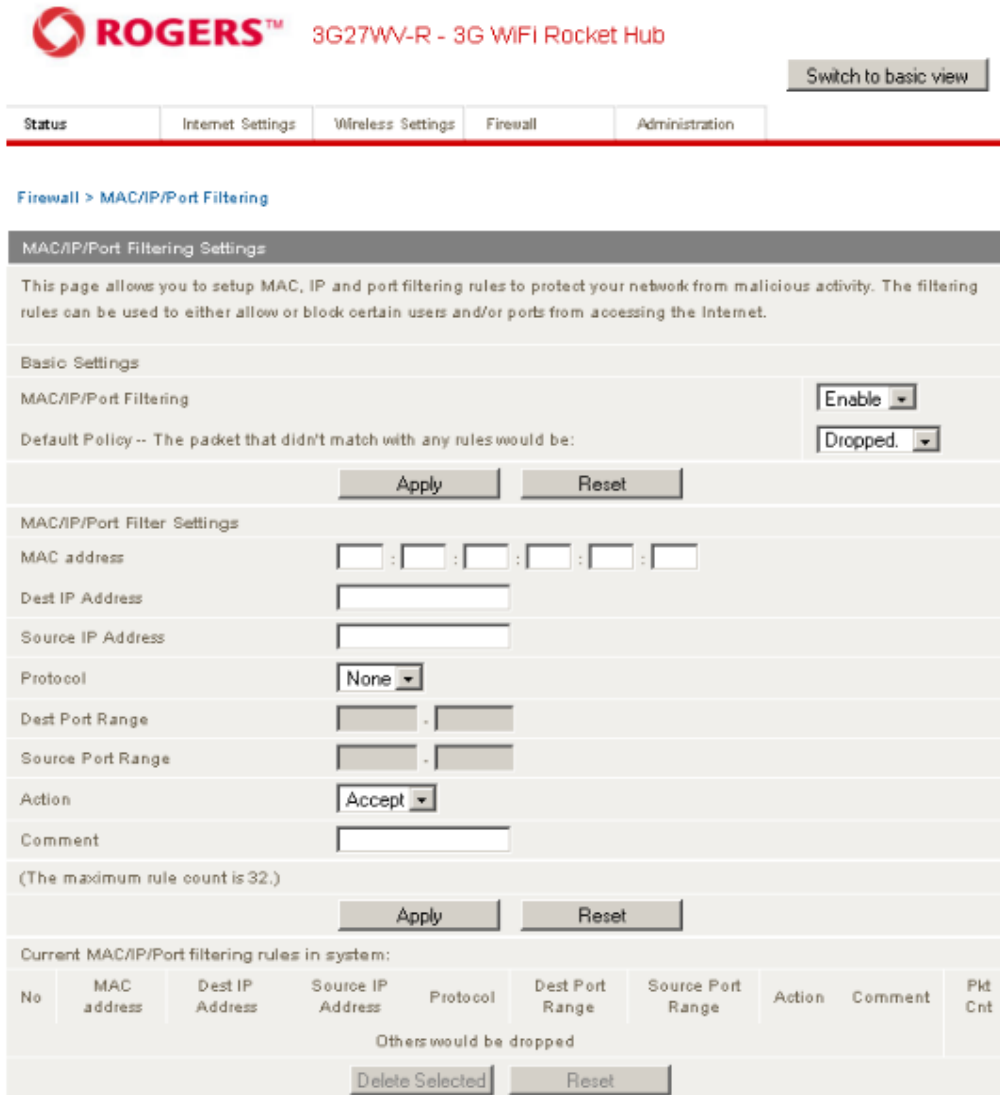 ROGERS™ 3G27WV-R - 3G WiFi Rocket Hub
Switch to basic view
Status Internet Settings Wireless Settings Firewall Administration
Firewall > MAC/IP/Port Filtering
MAC/IP/Port Filtering Settings
This page allows you to setup MAC, IP and port filtering rules to protect your network from malicious activity. The filtering
rules can be used to either allow or block certain users and/or ports from accessing the Internet.
Basic Settings
MAC/IP/Port Filtering Enable
Default Policy -- The packet that didn't match with any rules would be: Dropped.
Apply Reset
MAC/IP/Port Filter Settings
MAC address : : : : :
Dest IP Address
Source IP Address
Protocol None
Dest Port Range -
Source Port Range -
Action Accept
Comment
(The maximum rule count is 32.)
Apply Reset
Current MAC/IP/Port filtering rules in system:
No MAC address Dest IP Address Source IP Address Protocol Dest Port Range Source Port Range Action Comment Pkt Cnt
Others would be dropped
Delete Selected Reset